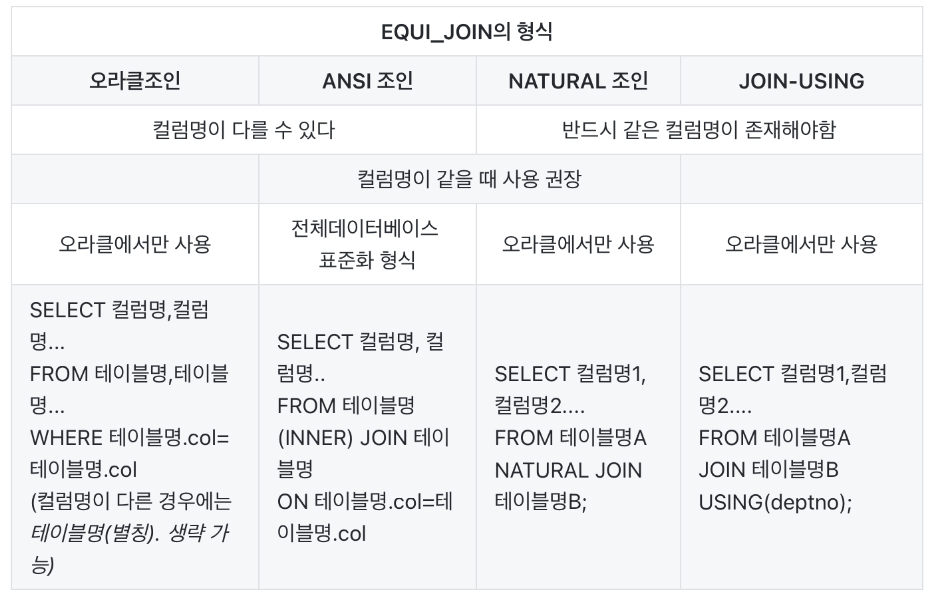 EQUI_JOIN의 형식
오라클조인
ANSI 조인
NATURAL 조인
JOIN-USING
컬럼명이 다를 수 있다
반드시 같은 컬럼명이 존재해야함
컬럼명이 같을 때 사용 권장
오라클에서만 사용
전체데이터베이스
표준화 형식
오라클에서만 사용
오라클에서만 사용
SELECT 컬럼명,컬럼
명...
FROM 테이블명,테이블
명...
WHERE 테이블명.col=
테이블명.col
(컬럼명이 다른 경우에는
테이블명(별칭). 생략 가
능)
SELECT 컬럼명, 컬
럼명..
FROM 테이블명
(INNER) JOIN 테이
블명
ON 테이블명.col=테
이블명.col
SELECT 컬럼명1,
컬럼명2....
FROM 테이블명A
NATURAL JOIN
테이블명B;
SELECT 컬럼명1,컬럼
명2....
FROM 테이블명A
JOIN 테이블명B
USING(deptno);